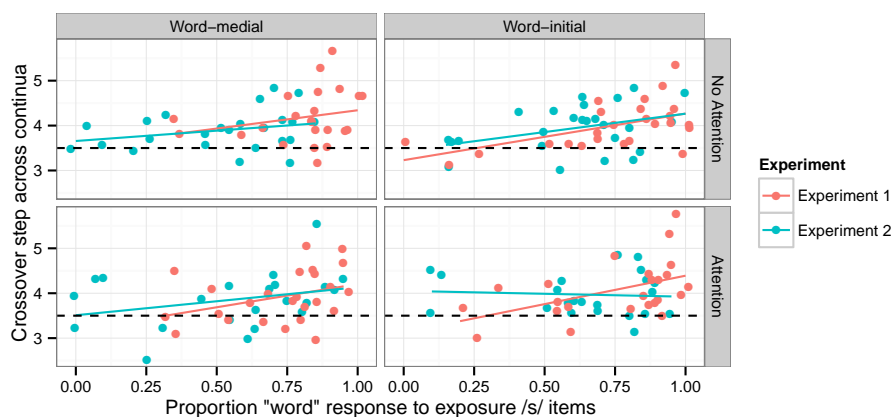 Word−medial
Word−initial
5
4
3
No Attention
5
4
3
Attention
0.00
0.25
0.50
0.75
1.00
0.00
0.25
0.50
0.75
1.00
Proportion "word" response to exposure /s/ items
Crossover step across continua
Experiment
Experiment 1
Experiment 2